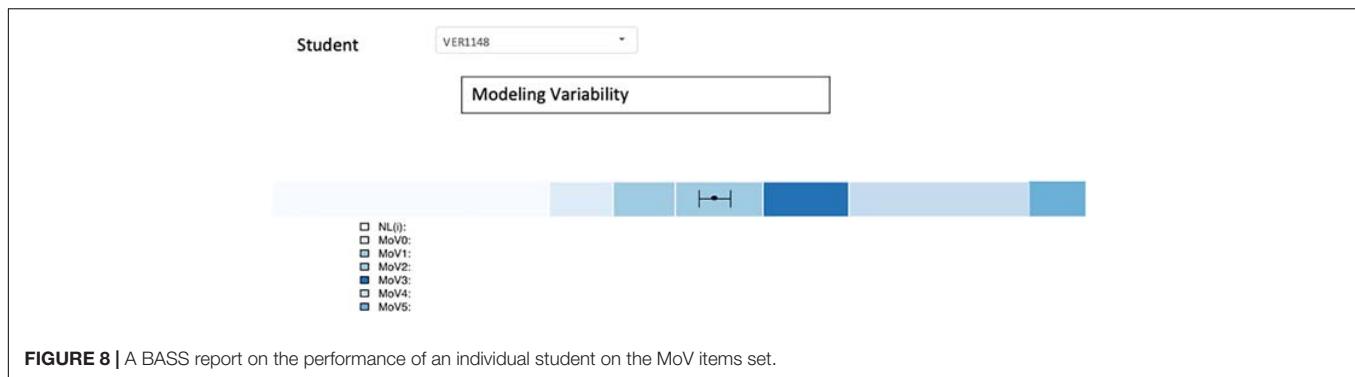 Student
VER1148
Modeling Variability
NL(i):
MoV0:
MoV1:
MoV2:
MoV3:
MoV4:
MoV5:
FIGURE 8 | A BASS report on the performance of an individual student on the MoV items set.